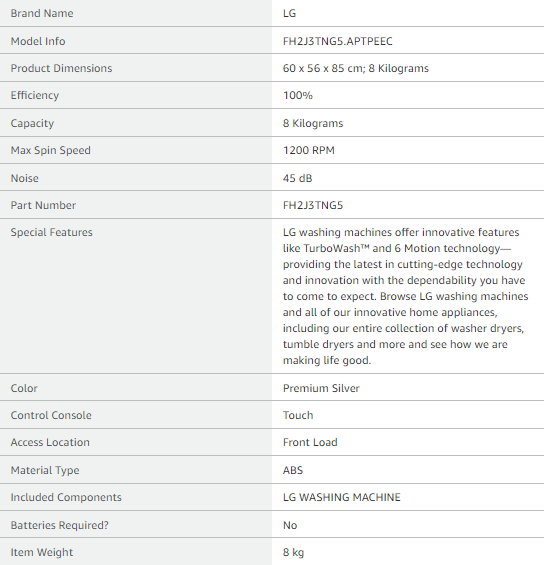 Brand Name LG
Model Info FH2J3TNG5.APTPEEC
Product Dimensions 60 x 56 x 85 cm; 8 Kilograms
Efficiency 100%
Capacity 8 Kilograms
Max Spin Speed 1200 RPM
Noise 45 dB
Part Number FH2J3TNG5
Special Features LG washing machines offer innovative features
like TurboWash™ and 6 Motion technology—
providing the latest in cutting-edge technology
and innovation with the dependability you have
to come to expect. Browse LG washing machines
and all of our innovative home appliances,
including our entire collection of washer dryers,
tumble dryers and more and see how we are
making life good.
Color Premium Silver
Control Console Touch
Access Location Front Load
Material Type ABS
Included Components LG WASHING MACHINE
Batteries Required? No
Item Weight 8 kg